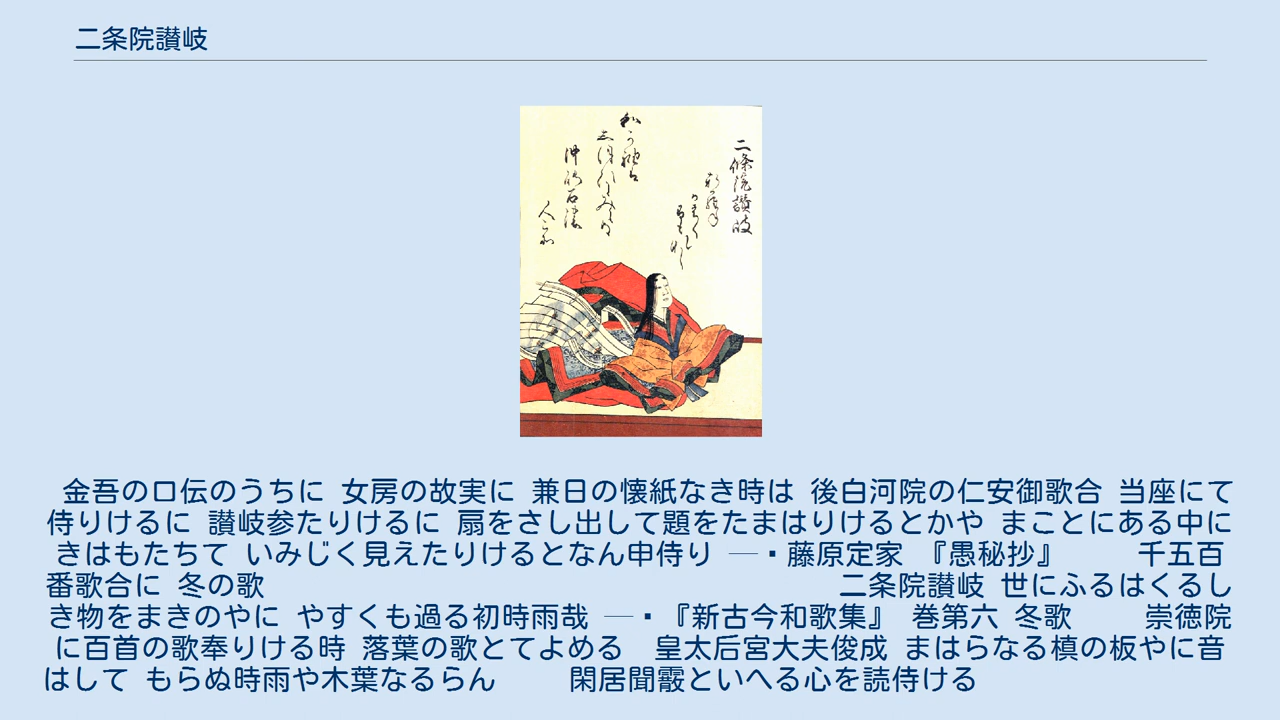 二条院讃岐
二條院讃岐
金吾の口伝のうちに 女房の故実に 兼日の懐紙なき時は 後白河院の仁安御歌合 当座にて
侍りけるに 讃岐参たりけるに 扇をさし出して題をたまはりけるとかや まことにある中に
きはもたちて いみじく見えたりけるとなん申侍り ―・藤原定家 『愚秘抄』 千五百
番歌合に 冬の歌 二条院讃岐 世にふるはくるし
き物をまきのやに やすくも過る初時雨哉 ―・『新古今和歌集』 巻第六 冬歌 崇徳院
に百首の歌奉りける時 落葉の歌とてよめる 皇太后宮大夫俊成 まはらなる槙の板やに音
はして もらぬ時雨や木葉なるらん 閑居聞霰といへる心を読侍ける